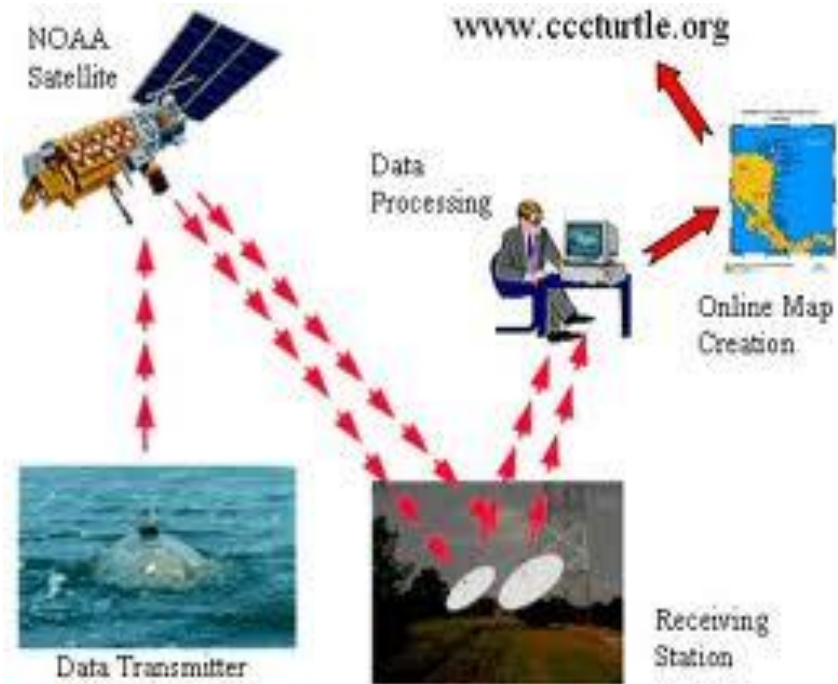 NOAA
Satellite
www.cccturtle.org
Data
Processing
Online Map
Creation
Data Transmitter
Receiving
Station